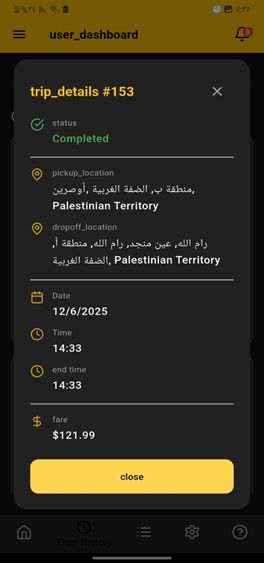 user_dashboard
8
trip_details #153
status
Completed
pickup_location
منطقة ب, الضفة الغربية ,أوصرين,
Palestinian Territory
dropoff_location
رام الله, عين منجد, رام الله, منطقة أ,
الضفة الغربية, Palestinian Territory
Date
12/6/2025
Time
14:33
end time
14:33
fare
$121.99
close
Trips History